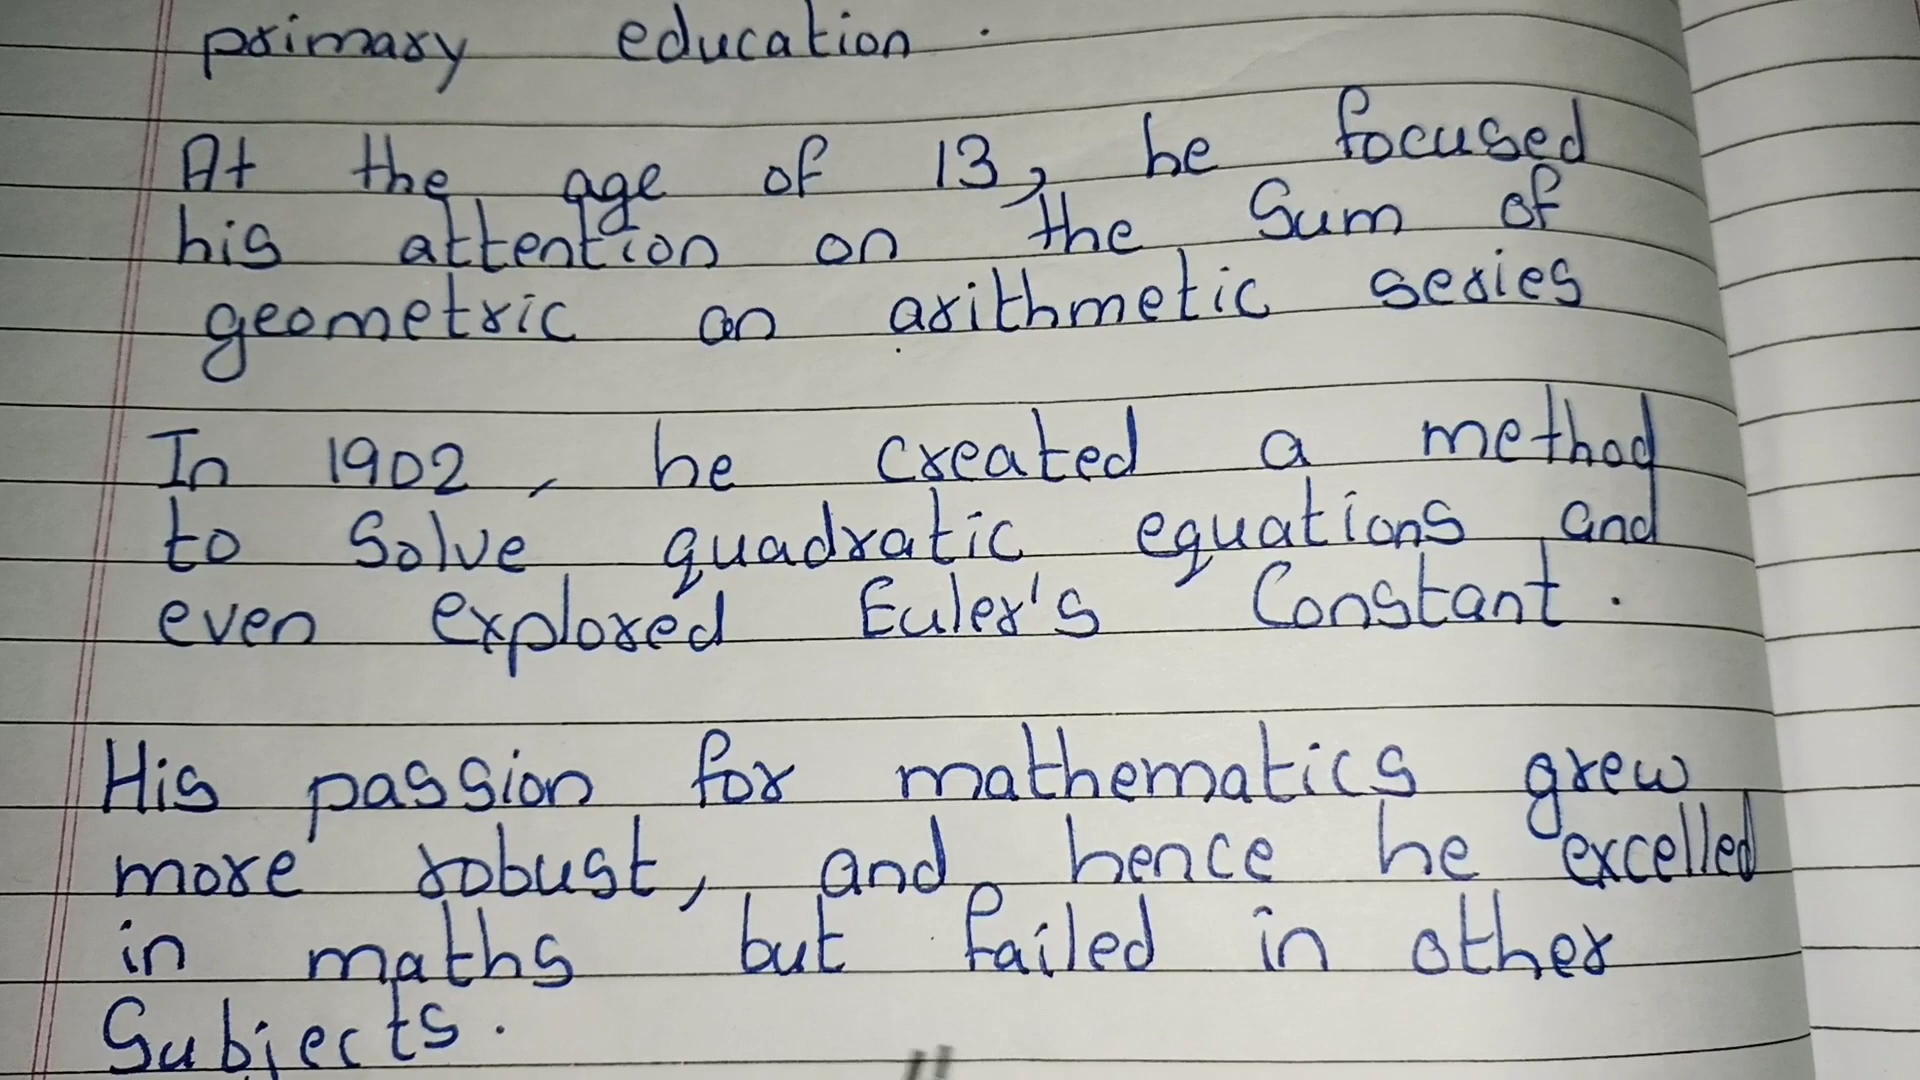 primary education.
At the age of 13, he focused
his attention on the Sum of
geometric an arithmetic series
In 1902, he created a method
to Solve quadratic equations and
even explored Euler's Constant.
His passion for mathematics grew
more robust, and hence he excelled
in maths but failed in other
Subjects.